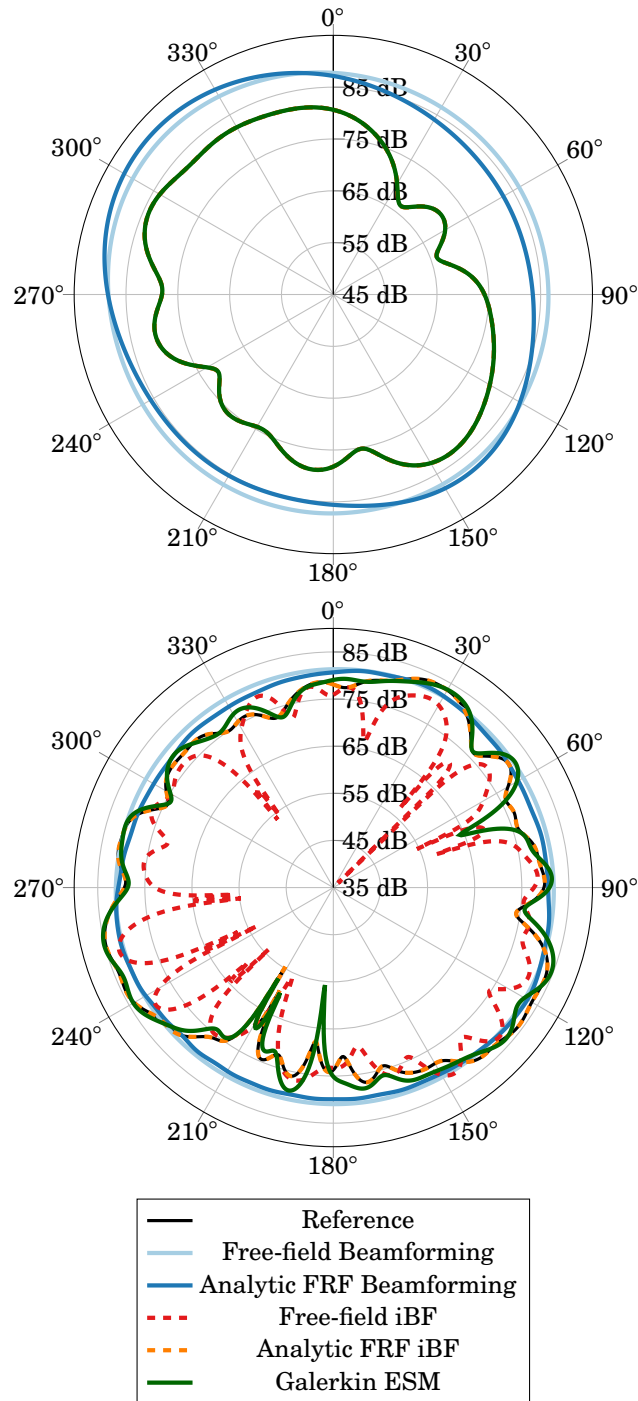 0°
330°
30°
85 dB
75 dB
300°
60°
65 dB
55 dB
270°
45 dB
90°
240°
120°
210°
150°
180°
0°
330°
30°
85 dB
75 dB
300°
60°
65 dB
55 dB
45 dB
270°
35 dB
90°
240°
120°
210°
150°
180°
Reference
Free-field Beamforming
Analytic FRF Beamforming
Free-field iBF
Analytic FRF iBF
Galerkin ESM